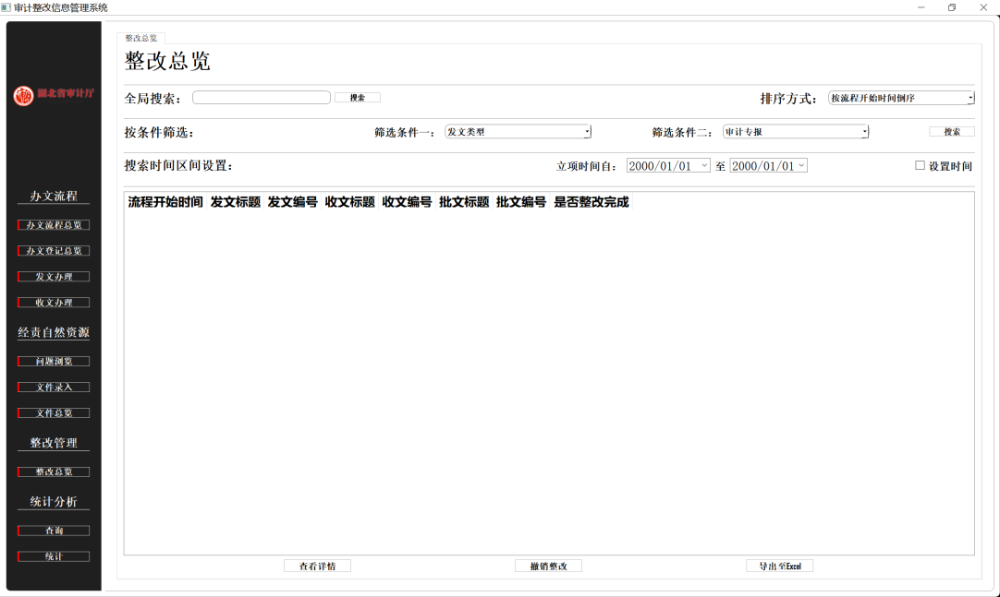 审计整改信息管理系统
湖北省审计厅
办文流程
办文流程总览
办文登记总览
发文办理
收文办理
经责自然资源
问题浏览
文件录入
文件总览
整改管理
整改总览
统计分析
查询
统计
整改总览
整改总览
全局搜索： 搜索 排序方式： 按流程开始时间倒序
按条件筛选： 筛选条件一： 发文类型 筛选条件二： 审计专报 搜索
搜索时间区间设置： 立项时间自： 2000/01/01 至 2000/01/01 设置时间
流程开始时间 发文标题 发文编号 收文标题 收文编号 批文标题 批文编号 是否整改完成
查看详情 撤销整改 导出至Excel